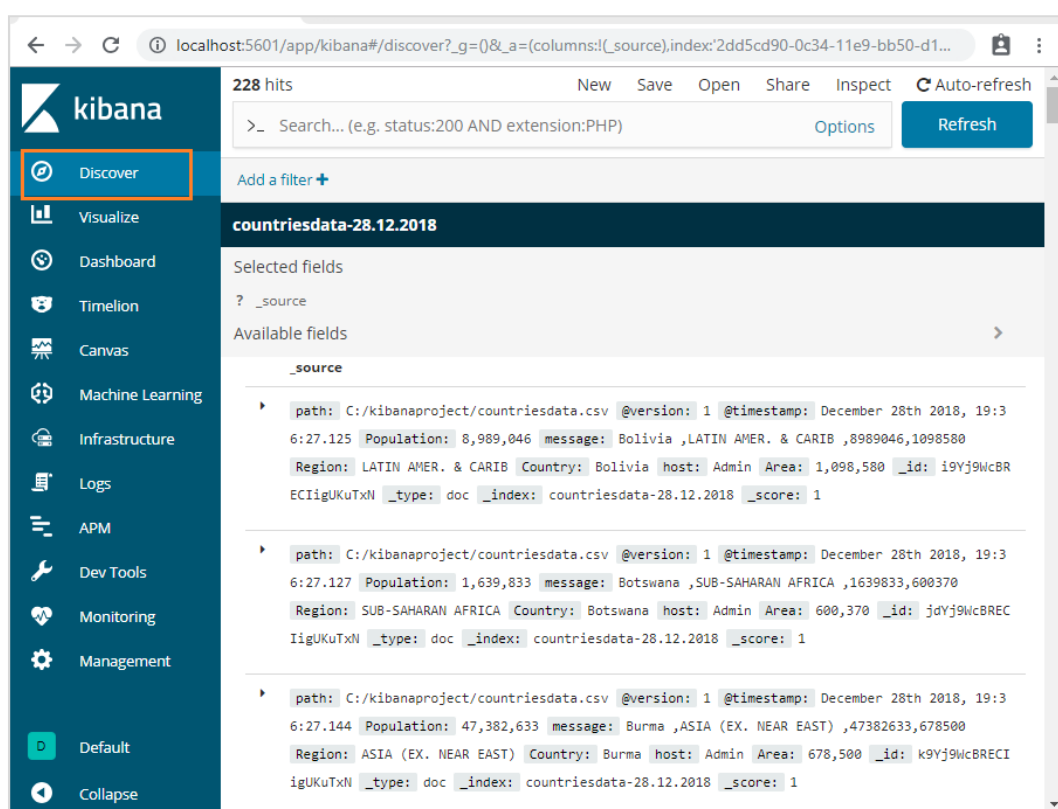 localhost:5601/app/kibana#/discover?_g=()&_a=(columns:!(_source),index:'2dd5cd90-0c34-11e9-bb50-d1...
kibana
Discover
Visualize
Dashboard
Timelion
Canvas
Machine Learning
Infrastructure
Logs
APM
Dev Tools
Monitoring
Management
D Default
Collapse
228 hits New Save Open Share Inspect Auto-refresh
>_ Search... (e.g. status:200 AND extension:PHP) Options Refresh
Add a filter +
countriesdata-28.12.2018
Selected fields
? _source
Available fields
_source
path: C:/kibanaproject/countriesdata.csv @version: 1 @timestamp: December 28th 2018, 19:3
6:27.125 Population: 8,989,046 message: Bolivia ,LATIN AMER. & CARIB ,8989046,1098580
Region: LATIN AMER. & CARIB Country: Bolivia host: Admin Area: 1,098,580 _id: i9Yj9WcBR
ECIigUKuTxN _type: doc _index: countriesdata-28.12.2018 _score: 1
path: C:/kibanaproject/countriesdata.csv @version: 1 @timestamp: December 28th 2018, 19:3
6:27.127 Population: 1,639,833 message: Botswana ,SUB-SAHARAN AFRICA ,1639833,600370
Region: SUB-SAHARAN AFRICA Country: Botswana host: Admin Area: 600,370 _id: jdYj9WcBREC
IigUKuTxN _type: doc _index: countriesdata-28.12.2018 _score: 1
path: C:/kibanaproject/countriesdata.csv @version: 1 @timestamp: December 28th 2018, 19:3
6:27.144 Population: 47,382,633 message: Burma ,ASIA (EX. NEAR EAST) ,47382633,678500
Region: ASIA (EX. NEAR EAST) Country: Burma host: Admin Area: 678,500 _id: k9Yj9WcBRECI
igUKuTxN _type: doc _index: countriesdata-28.12.2018 _score: 1